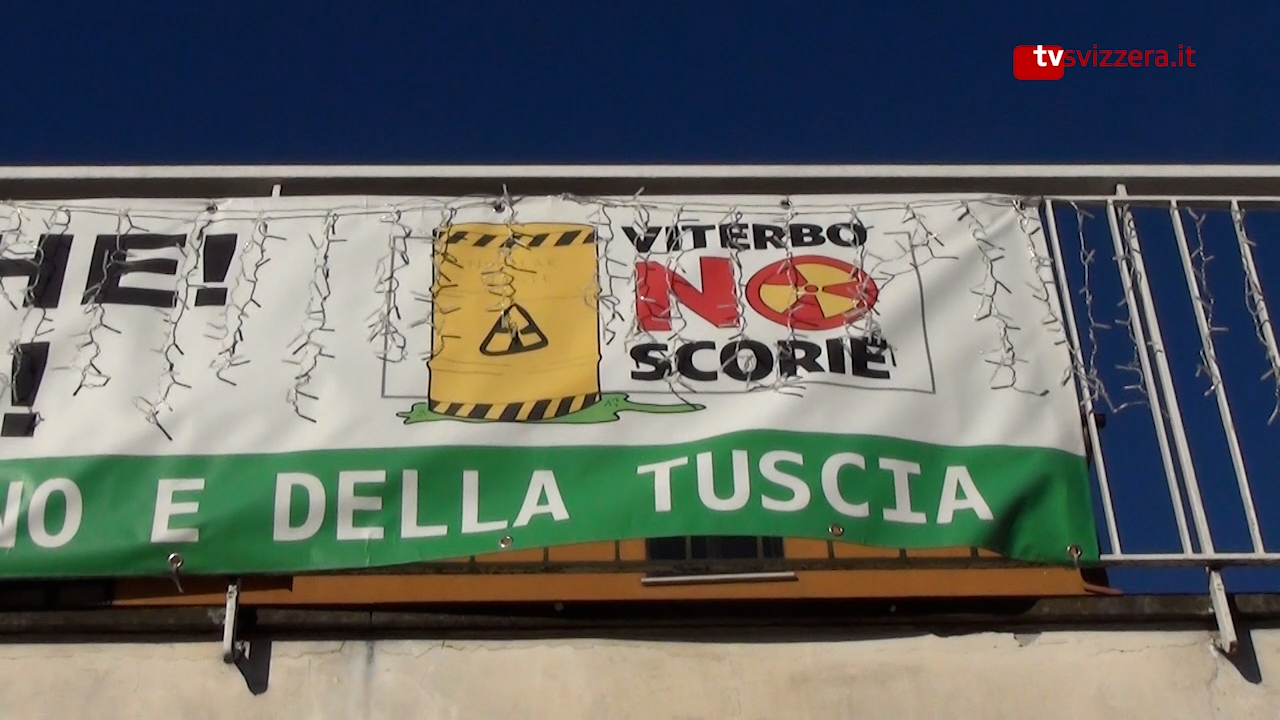 tvsvizzera.it
HE!
!
VITERBO
NO
SCORIE
NO E DELLA TUSCIA